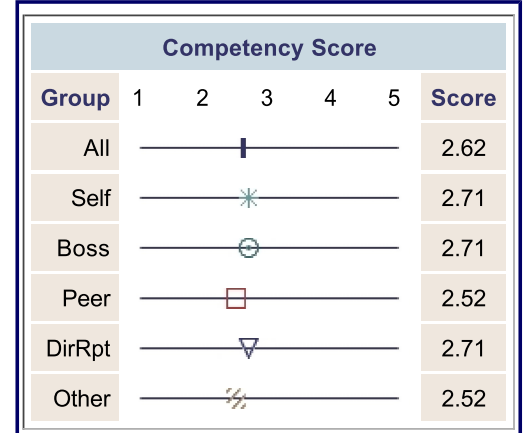 Competency Score
Group 1 2 3 4 5 Score
All 2.62
Self 2.71
Boss 2.71
Peer 2.52
DirRpt 2.71
Other 2.52